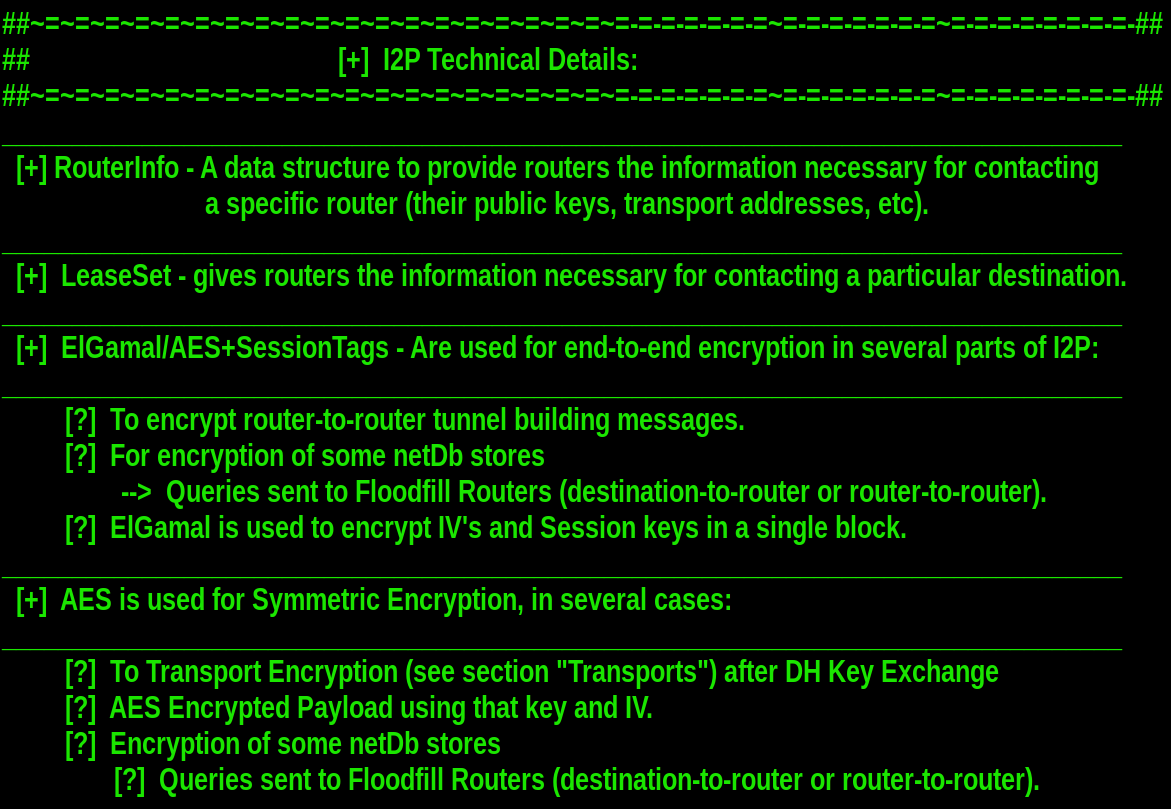 ##~=~=~=~=~=~=~=~=~=~=~=~=~=~=~=~=~=~=~=~=-=-=-=-=-=-=~=-=-=-=-=-=-=~=-=-=-=-=-=-=-=-##
## [+] I2P Technical Details:
##~=~=~=~=~=~=~=~=~=~=~=~=~=~=~=~=~=~=~=~=-=-=-=-=-=-=~=-=-=-=-=-=-=~=-=-=-=-=-=-=-=-##
[+] RouterInfo - A data structure to provide routers the information necessary for contacting
a specific router (their public keys, transport addresses, etc).
[+] LeaseSet - gives routers the information necessary for contacting a particular destination.
[+] ElGamal/AES+SessionTags - Are used for end-to-end encryption in several parts of I2P:
[?] To encrypt router-to-router tunnel building messages.
[?] For encryption of some netDb stores
--> Queries sent to Floodfill Routers (destination-to-router or router-to-router).
[?] ElGamal is used to encrypt IV's and Session keys in a single block.
[+] AES is used for Symmetric Encryption, in several cases:
[?] To Transport Encryption (see section "Transports") after DH Key Exchange
[?] AES Encrypted Payload using that key and IV.
[?] Encryption of some netDb stores
[?] Queries sent to Floodfill Routers (destination-to-router or router-to-router).